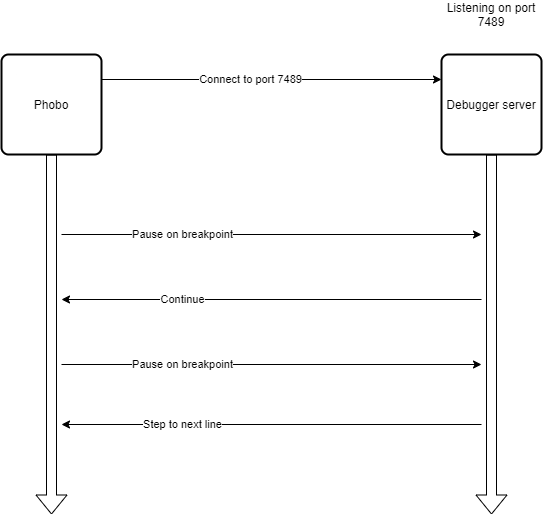 Listening on port
7489
Connect to port 7489
Phobo
Debugger server
Pause on breakpoint
Continue
Pause on breakpoint
Step to next line